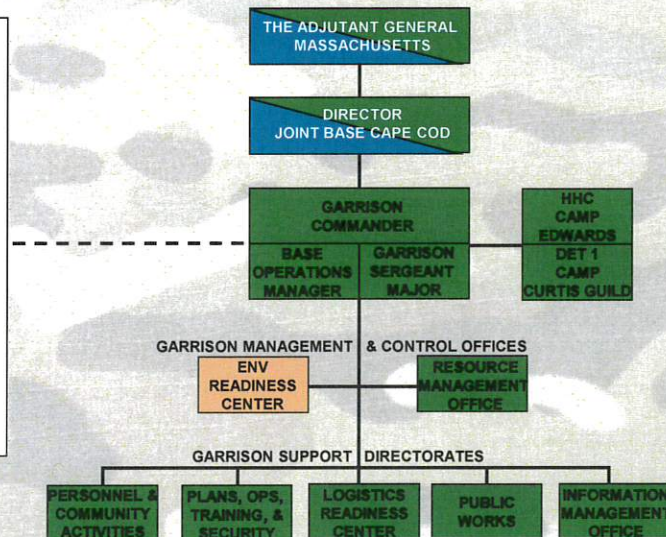 THE ADJUTANT GENERAL
MASSACHUSETTS
DIRECTOR
JOINT BASE CAPE COD
GARRISON
COMMANDER
BASE
OPERATIONS
MANAGER
GARRISON
SERGEANT
MAJOR
HHC
CAMP
EDWARDS
DET 1
CAMP
CURTIS GUILD
GARRISON MANAGEMENT & CONTROL OFFICES
ENV
READINESS
CENTER
RESOURCE
MANAGEMENT
OFFICE
GARRISON SUPPORT DIRECTORATES
PERSONNEL &
COMMUNITY
ACTIVITIES
PLANS, OPS,
TRAINING, &
SECURITY
LOGISTICS
READINESS
CENTER
PUBLIC
WORKS
INFORMATION
MANAGEMENT
OFFICE